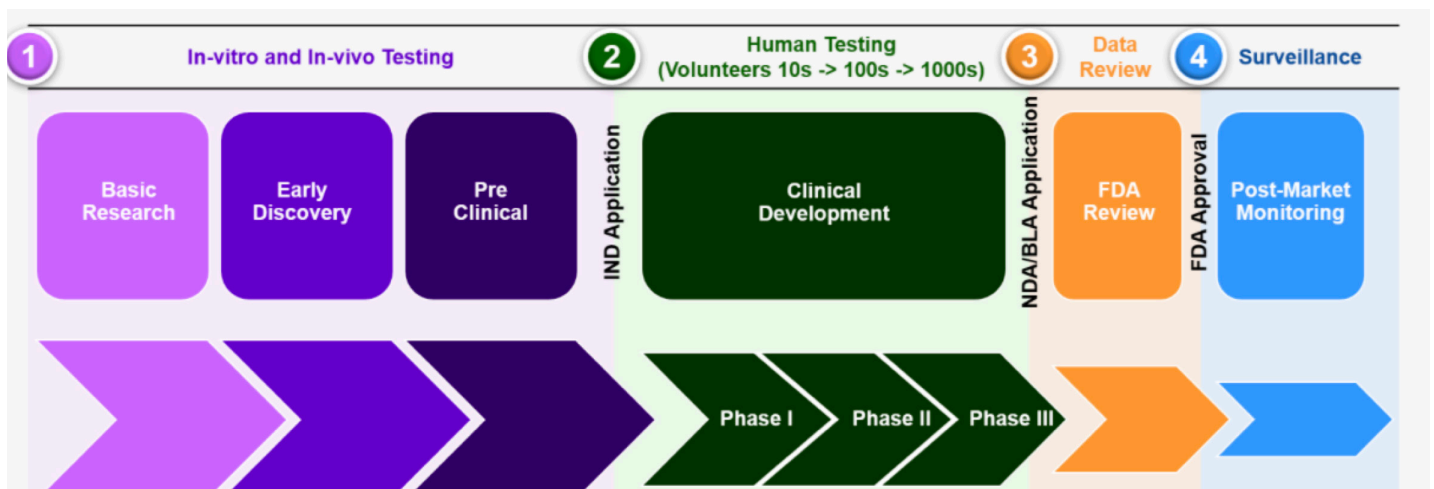 1
In-vitro and In-vivo Testing
2
Human Testing
(Volunteers 10s -> 100s -> 1000s)
3
Data
Review
4
Surveillance
Basic
Research
Early
Discovery
Pre
Clinical
IND Application
Clinical
Development
NDA/BLA Application
FDA
Review
FDA Approval
Post-Market
Monitoring
Phase I
Phase II
Phase III